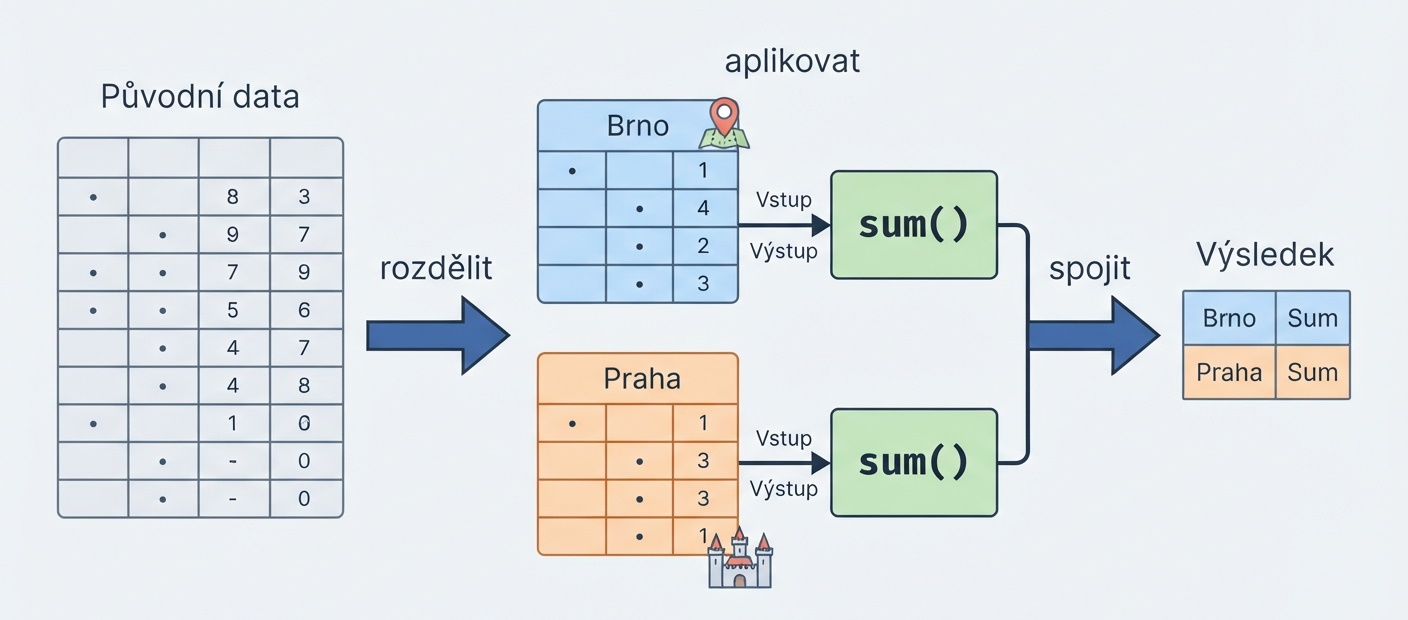 Původní data
• 8 3
• 9 7
• • 7 9
• • 5 6
• 4 7
• 4 8
• 1 0
• - 0
• - 0
rozdělit
aplikovat
Brno
• 1
• 4
• 2
• 3
Vstup
Výstup
sum()
Praha
• 1
• 3
• 3
• 1
Vstup
Výstup
sum()
spojit
Výsledek
Brno Sum
Praha Sum